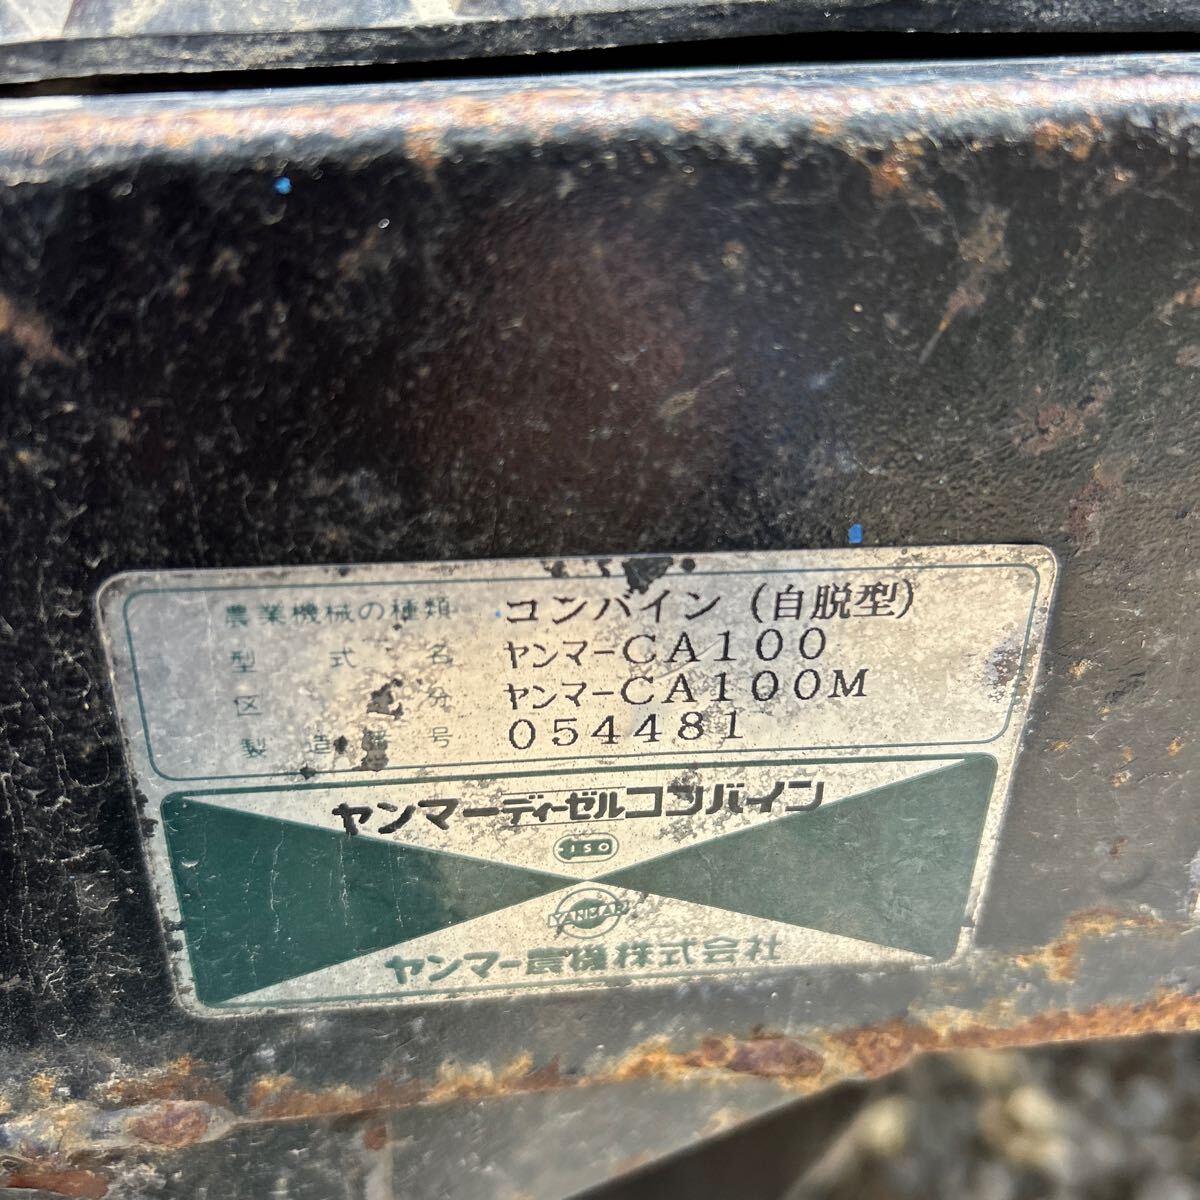 農業機械の種類 コンバイン(自脱型)
型式名 ヤンマーCA100
区分 ヤンマーCA100M
製造番号 054481
ヤンマーディーゼルコンバイン
ISO
YANMAR
ヤンマー農機株式会社